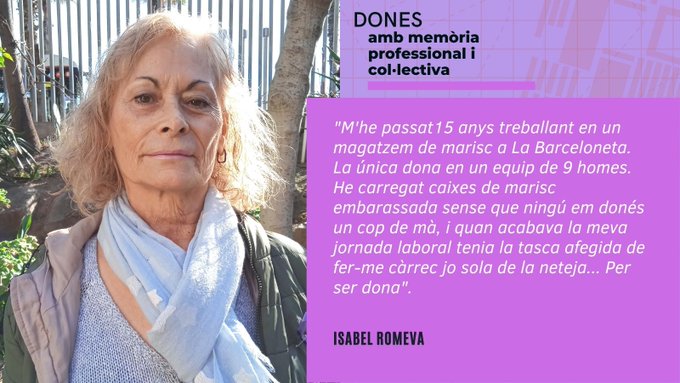 DONES
amb memòria
professional i
col·lectiva
"M'he passat15 anys treballant en un
magatzem de marisc a La Barceloneta.
La única dona en un equip de 9 homes.
He carregat caixes de marisc
embarassada sense que ningú em donés
un cop de mà, i quan acabava la meva
jornada laboral tenia la tasca afegida de
fer-me càrrec jo sola de la neteja... Per
ser dona".
ISABEL ROMEVA